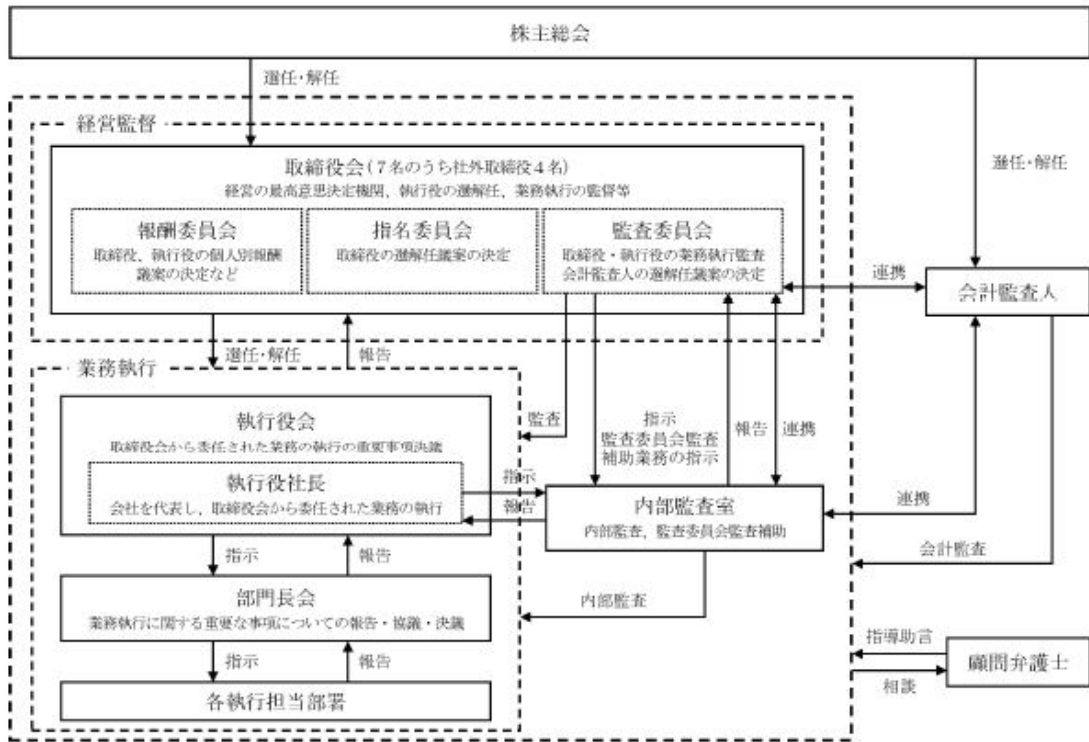 株主総会
選任・解任
選任・解任
経営監督
取締役会(7名のうち社外取締役4名)
経営の最高意思決定機関、執行役の選解任、業務執行の監督等
報酬委員会
取締役、執行役の個人別報酬
議案の決定など
指名委員会
取締役の選解任議案の決定
監査委員会
取締役・執行役の業務執行監査
会計監査人の選解任議案の決定
連携
会計監査人
選任・解任
報告
業務執行
執行役会
取締役会から委任された業務の執行の重要事項決議
執行役社長
会社を代表し、取締役会から委任された業務の執行
監査
指示
監査委員会監査
補助業務の指示
報告
連携
指示
報告
内部監査室
内部監査、監査委員会監査補助
連携
会計監査
指示
報告
部門長会
業務執行に関する重要な事項についての報告・協議・決議
内部監査
指示
報告
各執行担当部署
指導助言
相談
顧問弁護士